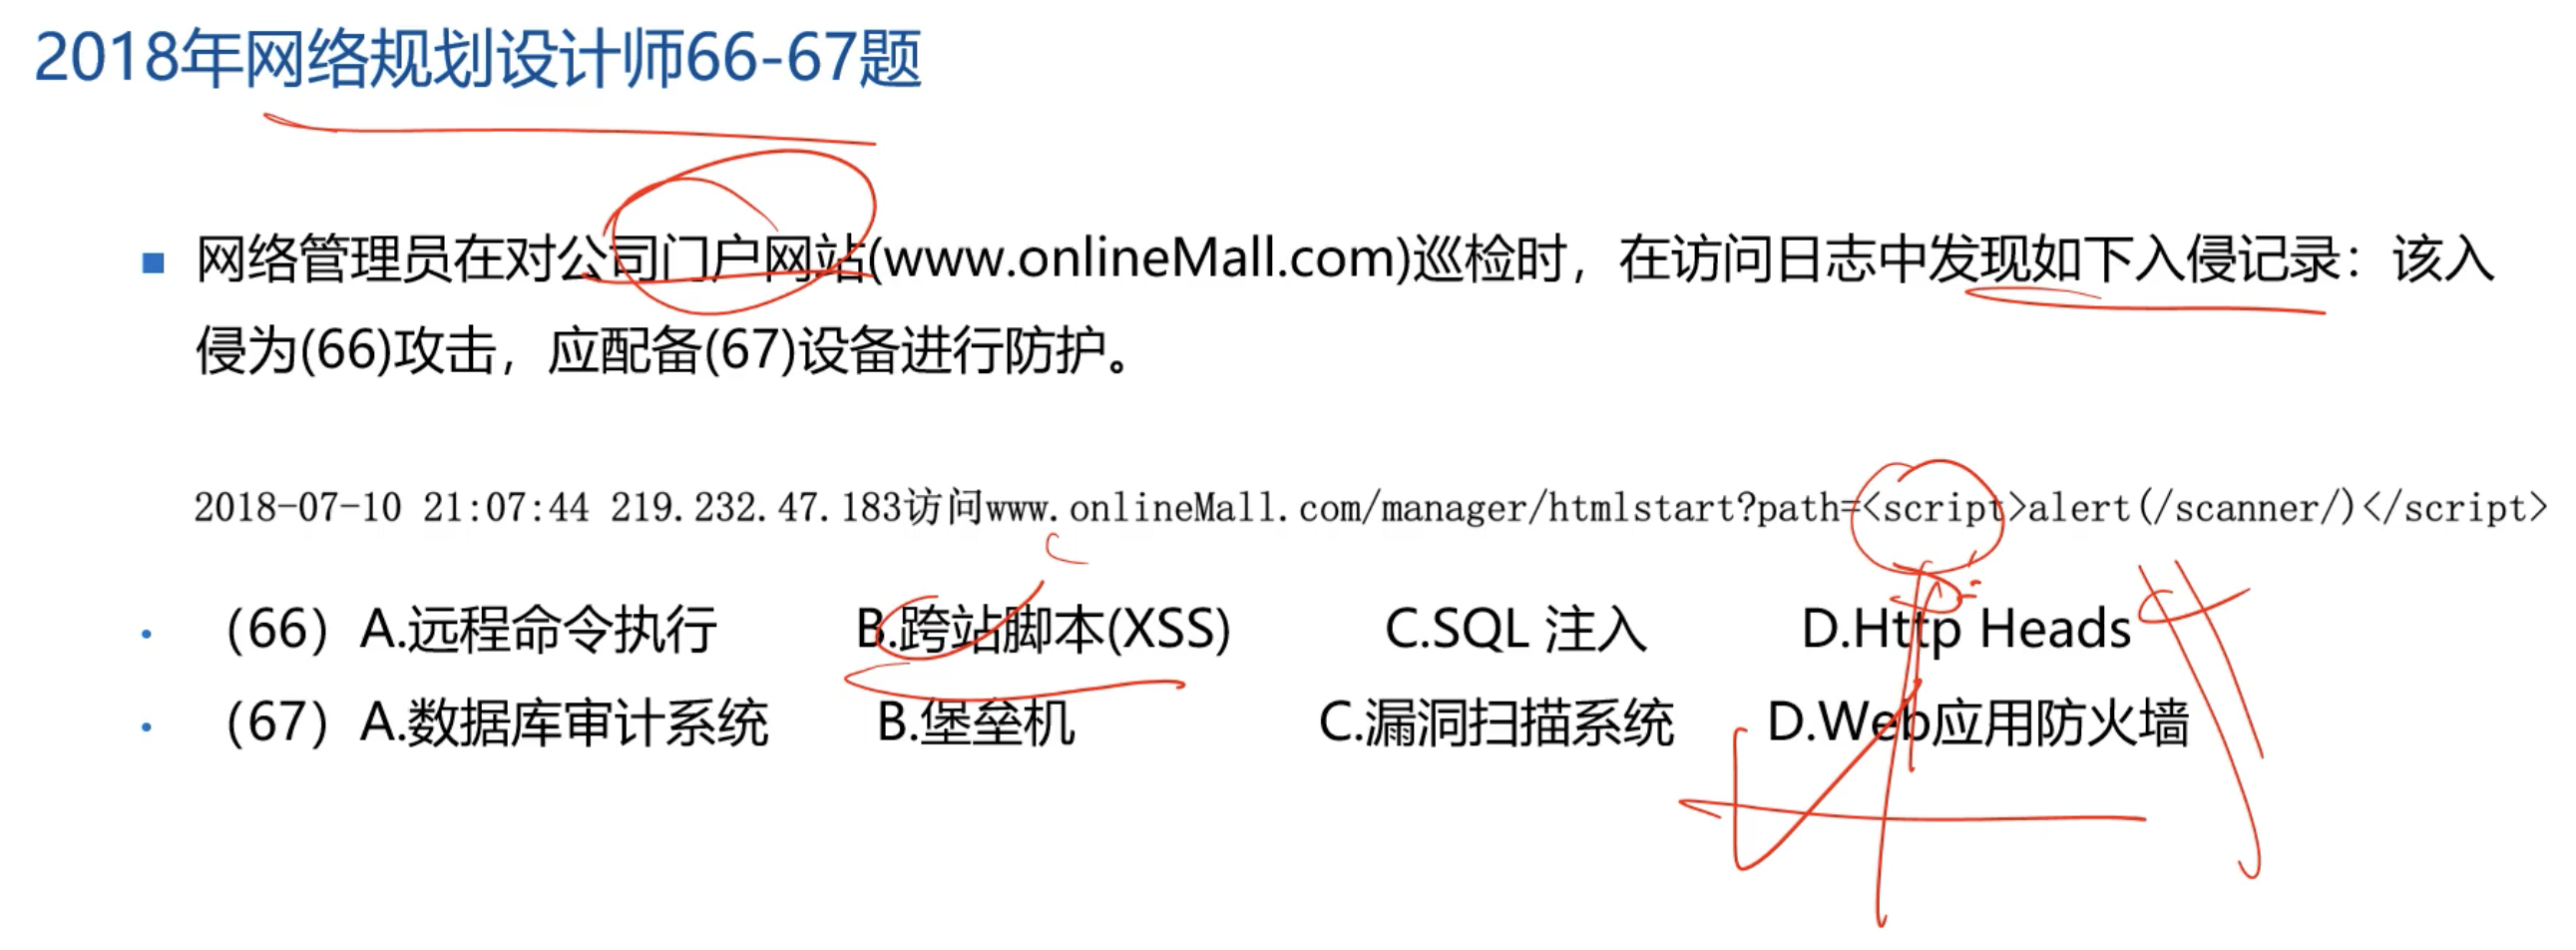 2018年网络规划设计师66-67题
网络管理员在对公司门户网站(www.onlineMall.com)巡检时，在访问日志中发现如下入侵记录：该入
侵为(66)攻击，应配备(67)设备进行防护。
2018-07-10 21:07:44 219.232.47.183访问www.onlineMall.com/manager/htmlstart?path=<script>alert(/scanner/)</script>
（66）A.远程命令执行 B.跨站脚本(XSS) C.SQL 注入 D.Http Heads
（67）A.数据库审计系统 B.堡垒机 C.漏洞扫描系统 D.Web应用防火墙